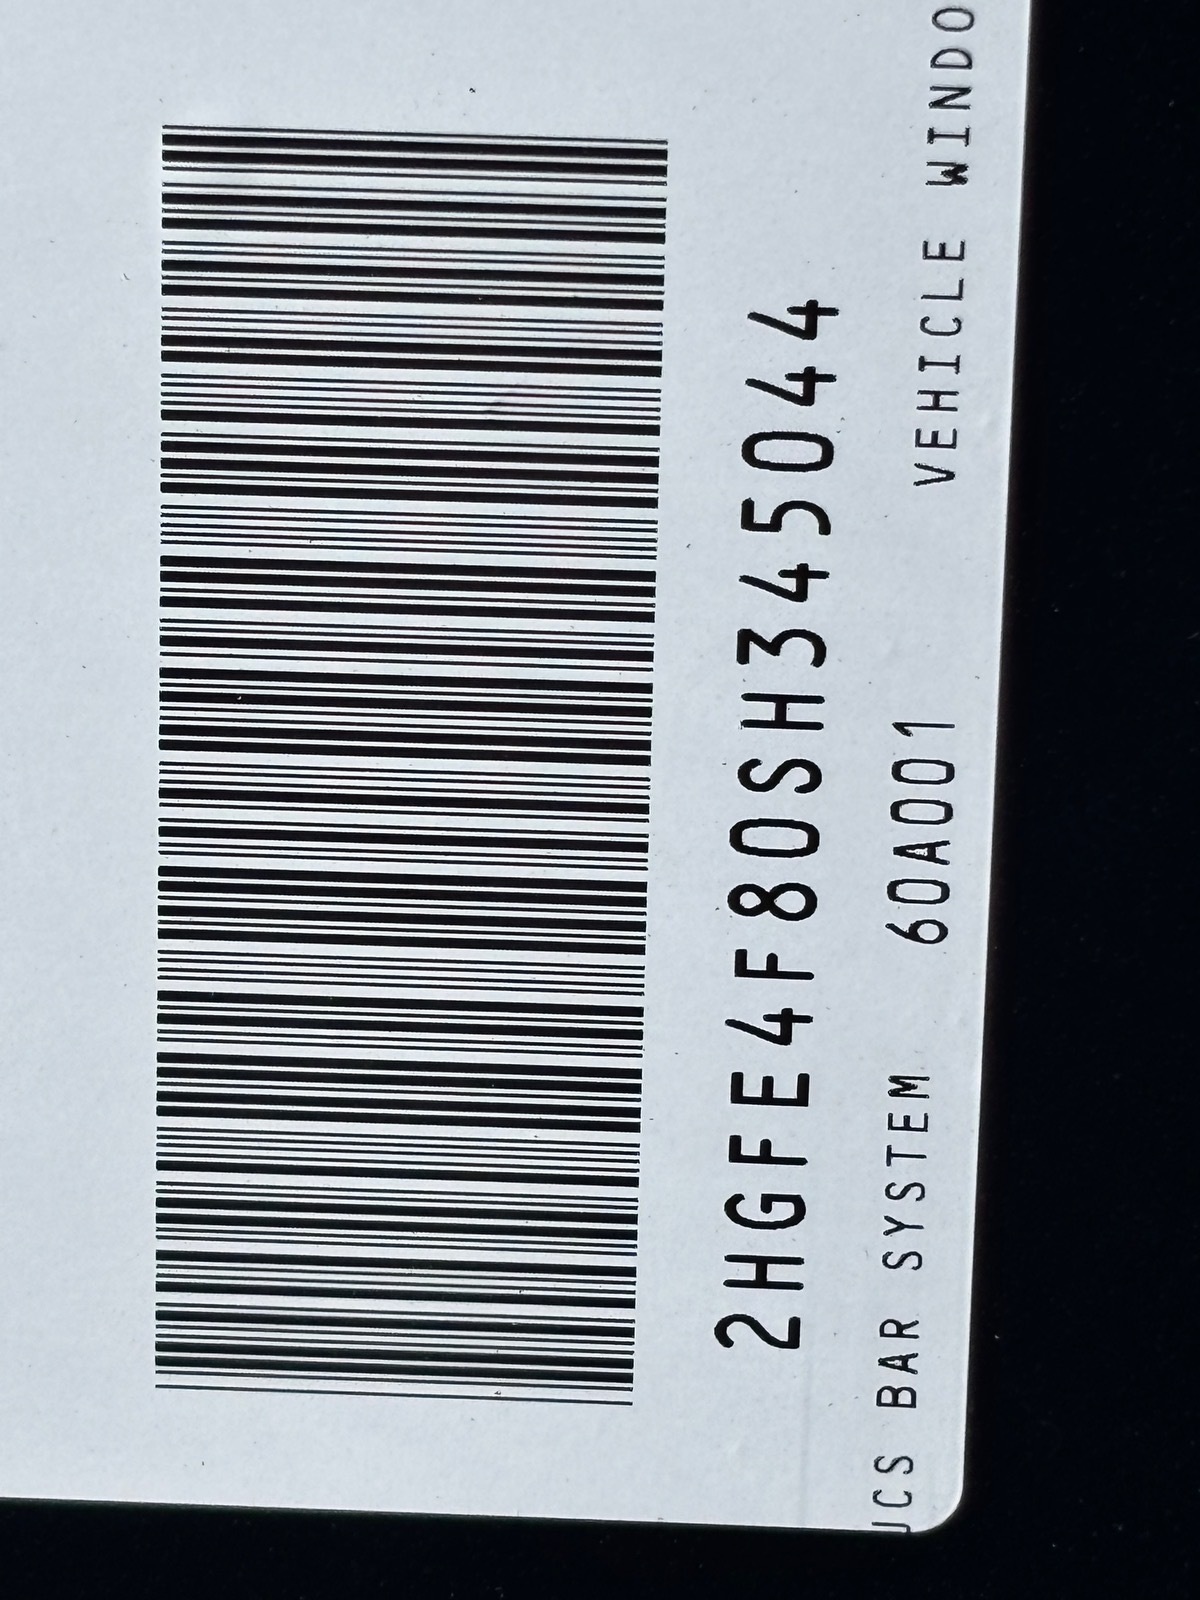 2HGFE4F80SH345044
UCS BAR SYSTEM 60A001 VEHICLE WINDO